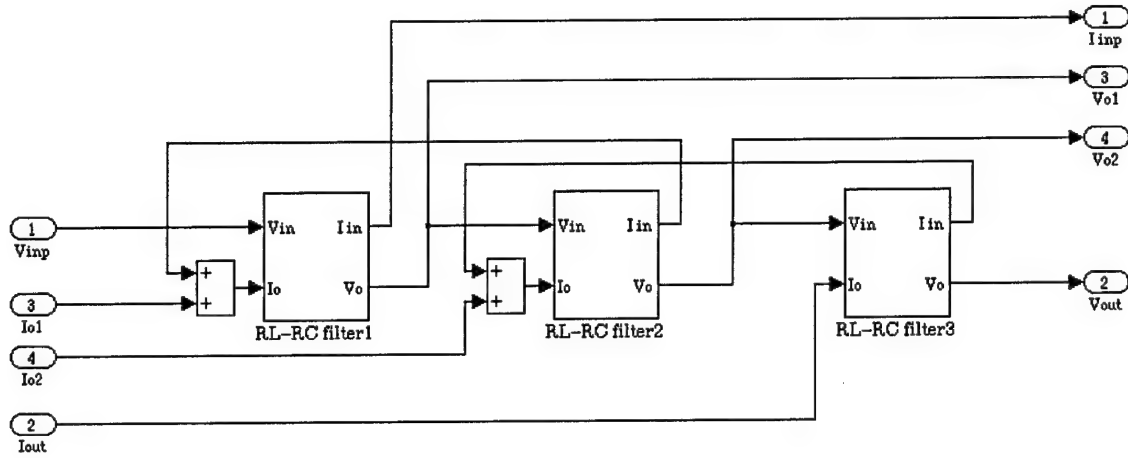 1
Iinp
3
Vo1
4
Vo2
1
Vinp
Vin
Iin
Vin
Iin
Vin
Iin
+
+
Io
Vo
+
+
Io
Vo
Io
Vo
2
Vout
3
Io1
RL-RC filter1
RL-RC filter2
RL-RC filter3
4
Io2
2
Iout